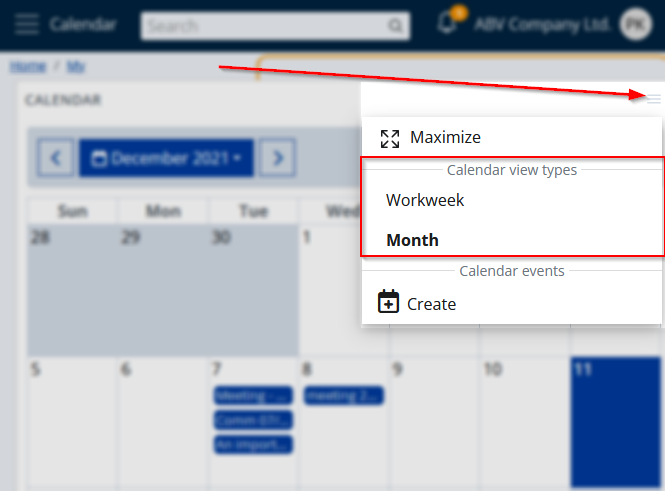 Calendar
Search
ABV Company Ltd.
PK
Home / My
CALENDAR
Maximize
December 2021
Calendar view types
Workweek
Month
Calendar events
Create
Sun Mon Tue Wed
28 29 30 1
5 6 7 8 9 10 11
Meeting - ...
meeting 2...
Comm 07/...
An import...